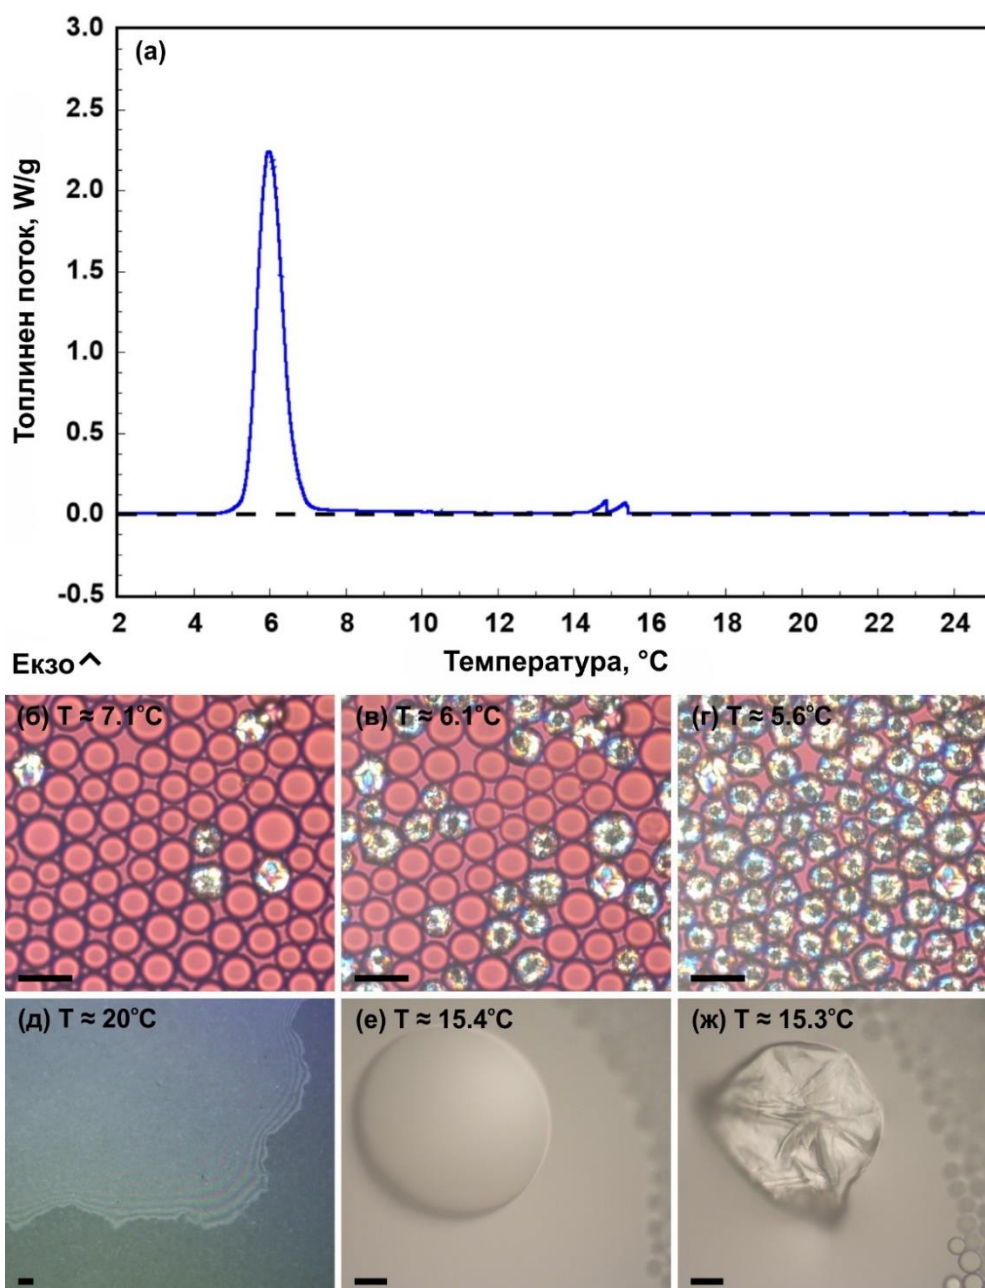 (а)
3.0
2.5
2.0
1.5
1.0
0.5
0.0
-0.5
Топлинен поток, W/g
2 4 6 8 10 12 14 16 18 20 22 24
Екзо ^
Температура, °C
(б) T ≈ 7.1°C
(в) T ≈ 6.1°C
(г) T ≈ 5.6°C
(д) T ≈ 20°C
(е) T ≈ 15.4°C
(ж) T ≈ 15.3°C